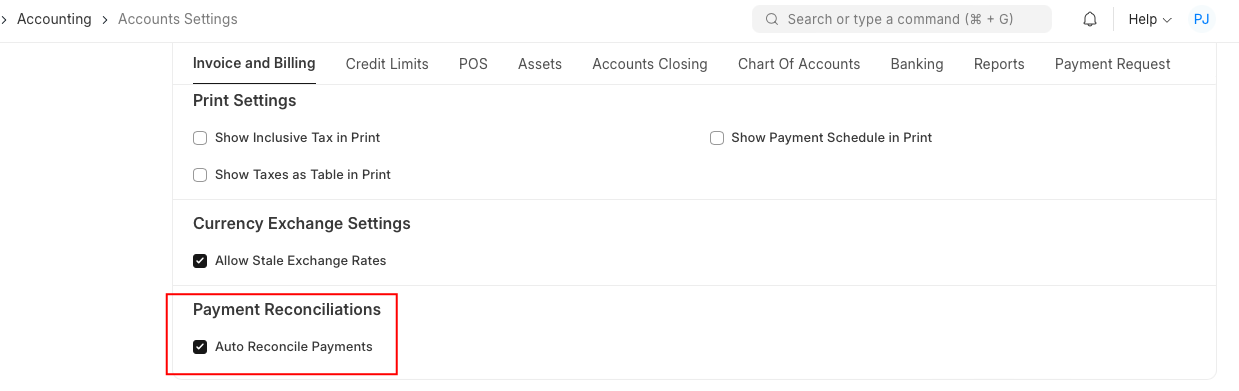 Accounting > Accounts Settings
Search or type a command (⌘ + G)
Help
PJ
Invoice and Billing Credit Limits POS Assets Accounts Closing Chart Of Accounts Banking Reports Payment Request
Print Settings
Show Inclusive Tax in Print
Show Payment Schedule in Print
Show Taxes as Table in Print
Currency Exchange Settings
Allow Stale Exchange Rates
Payment Reconciliations
Auto Reconcile Payments